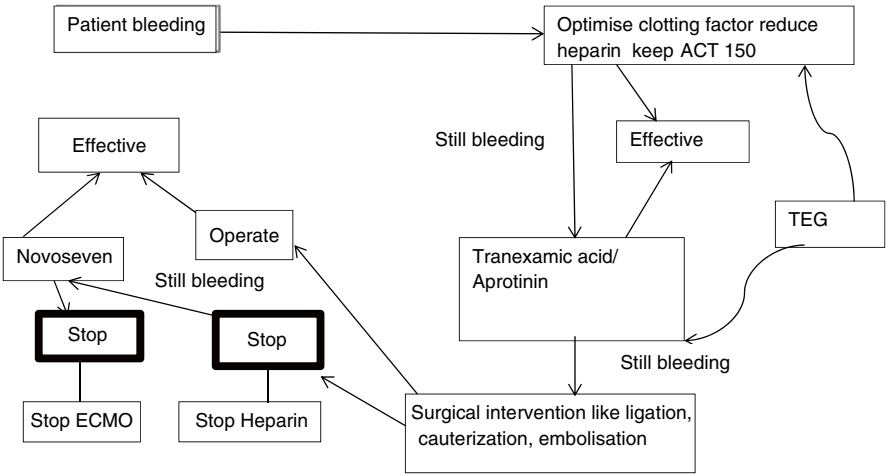 Patient bleeding
Optimise clotting factor reduce
heparin keep ACT 150
Still bleeding
Effective
Effective
TEG
Operate
Novoseven
Tranexamic acid/
Aprotinin
Still bleeding
Stop
Stop
Still bleeding
Stop ECMO
Stop Heparin
Surgical intervention like ligation,
cauterization, embolisation